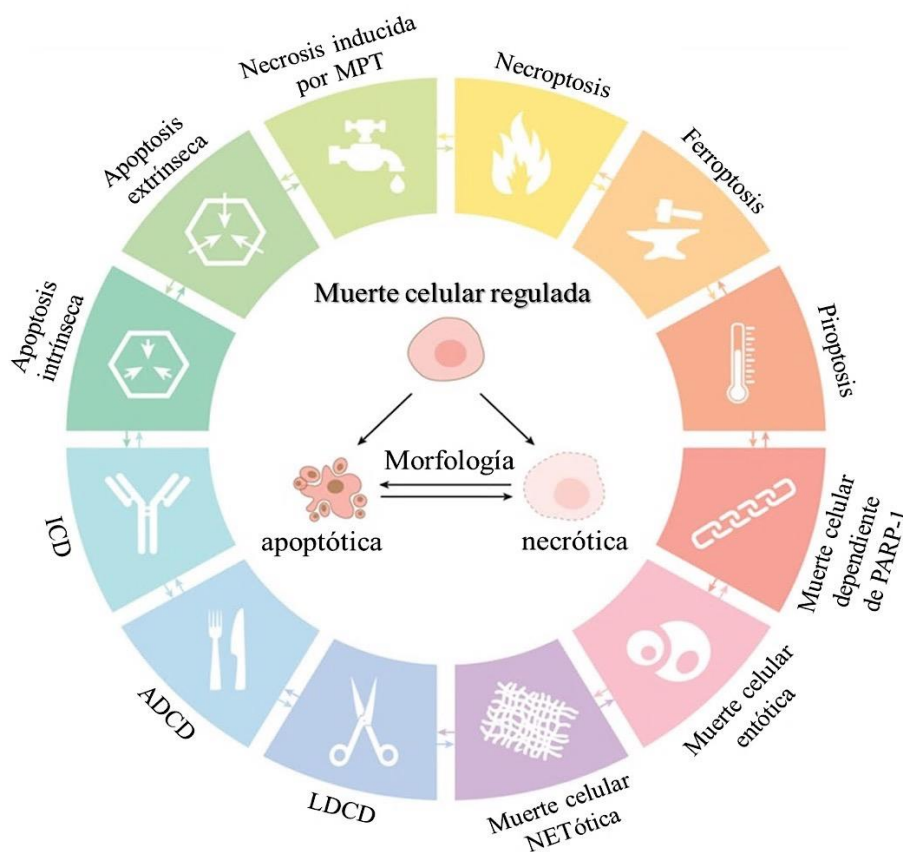 Necrosis inducida
por MPT
Necroptosis
Ferroptosis
Piroptosis
Muerte celular
dependiente
de PARP-1
Muerte celular
entótica
Muerte celular
NETótica
LDCD
ADCD
ICD
Apoptosis
intrínseca
Apoptosis
extrínseca
Muerte celular regulada
Morfología
apoptótica
necrótica